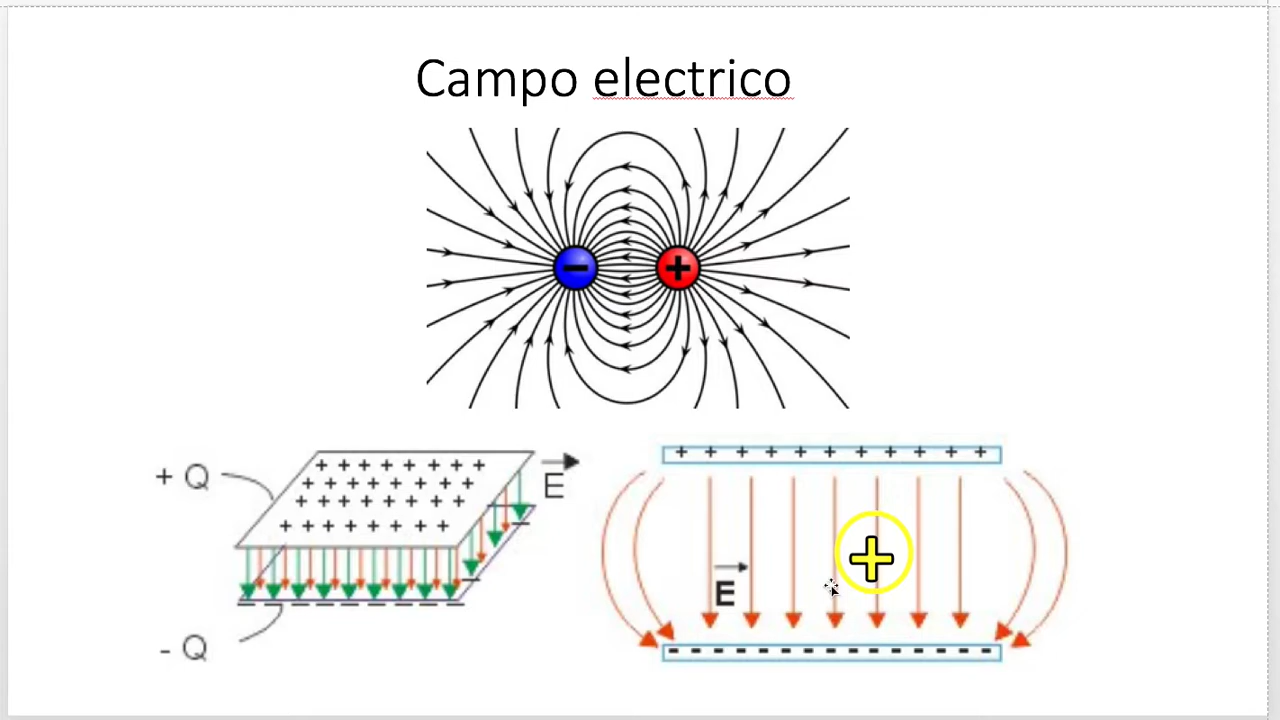 Campo electrico
− +
+ Q
+ + + + + + + +
+ + + + + + + +
+ + + + + + + +
+ + + + + + + +
E
- Q
+ + + + + + + + + + +
E
+
- - - - - - - - - - - - - -